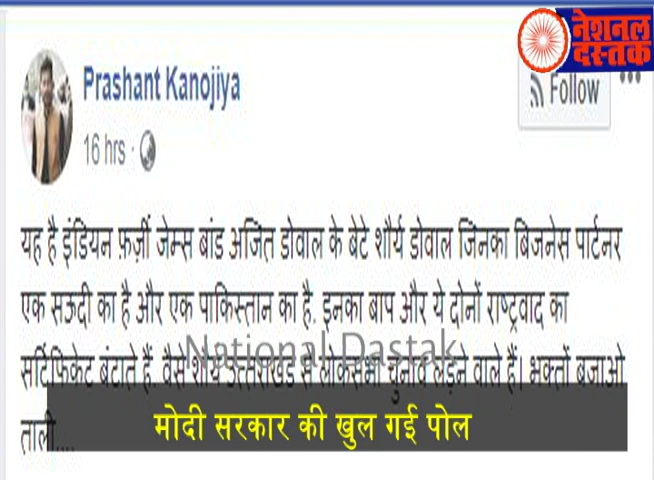 नेशनल
दस्तक
Prashant Kanojiya
Follow
16 hrs ·
यह है इंडियन फ़र्ज़ी जेम्स बांड अजित डोवाल के बेटे शौर्य डोवाल जिनका बिजनेस पार्टनर
एक सऊदी का है और एक पाकिस्तान का है. इनका बाप और ये दोनों राष्ट्रवाद का
सर्टिफिकेट बंटाते हैं. वैसे शौर्य उत्तराखंड से लोकसभा चुनाव लड़ने वाले हैं। भक्तों बजाओ
ताली....
National Dastak
मोदी सरकार की खुल गई पोल